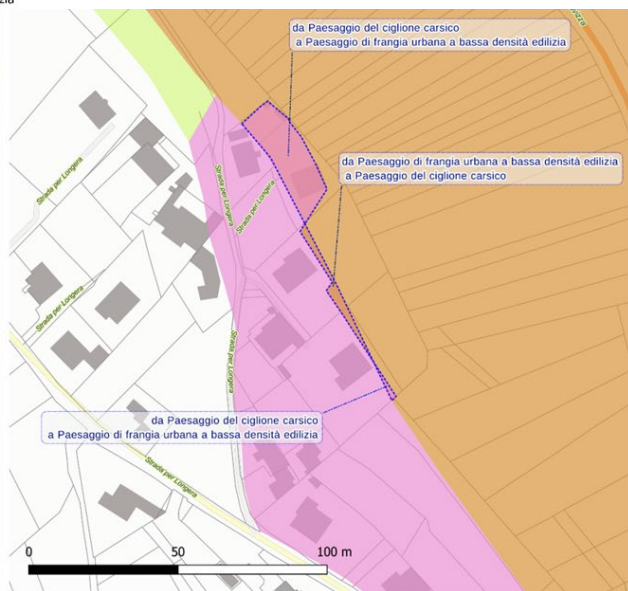 da Paesaggio del ciglione carsico
a Paesaggio di frangia urbana a bassa densità edilizia
da Paesaggio di frangia urbana a bassa densità edilizia
a Paesaggio del ciglione carsico
Strada per Longera
Strada per Longera
Strada per Longera
Strada per Longera
Strada per Longera
da Paesaggio del ciglione carsico
a Paesaggio di frangia urbana a bassa densità edilizia
Strada per Longera
0 50 100 m